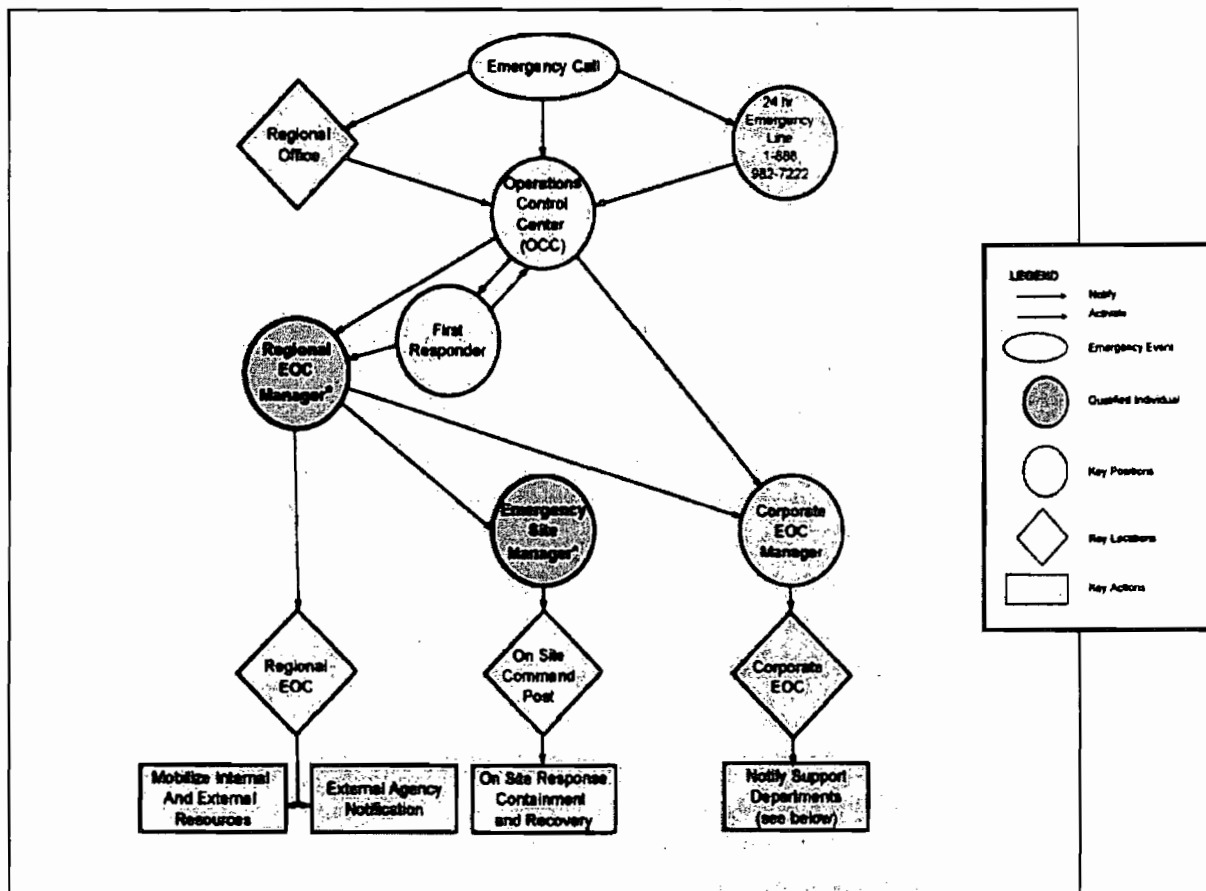 Emergency Call
Regional
Office
24 hr
Emergency
Line
1-888
982-7222
Operations
Control
Center
(OCC)
First
Responder
Regional
EOC
Manager*
Emergency
Site
Manager*
Corporate
EOC
Manager
Regional
EOC
On Site
Command
Post
Corporate
EOC
Mobilize Internal
And External
Resources
External Agency
Notification
On Site Response
Containment
and Recovery
Notify Support
Departments
(see below)
LEGEND
Notify
Activate
Emergency Event
Qualified Individual
Key Positions
Key Locations
Key Actions